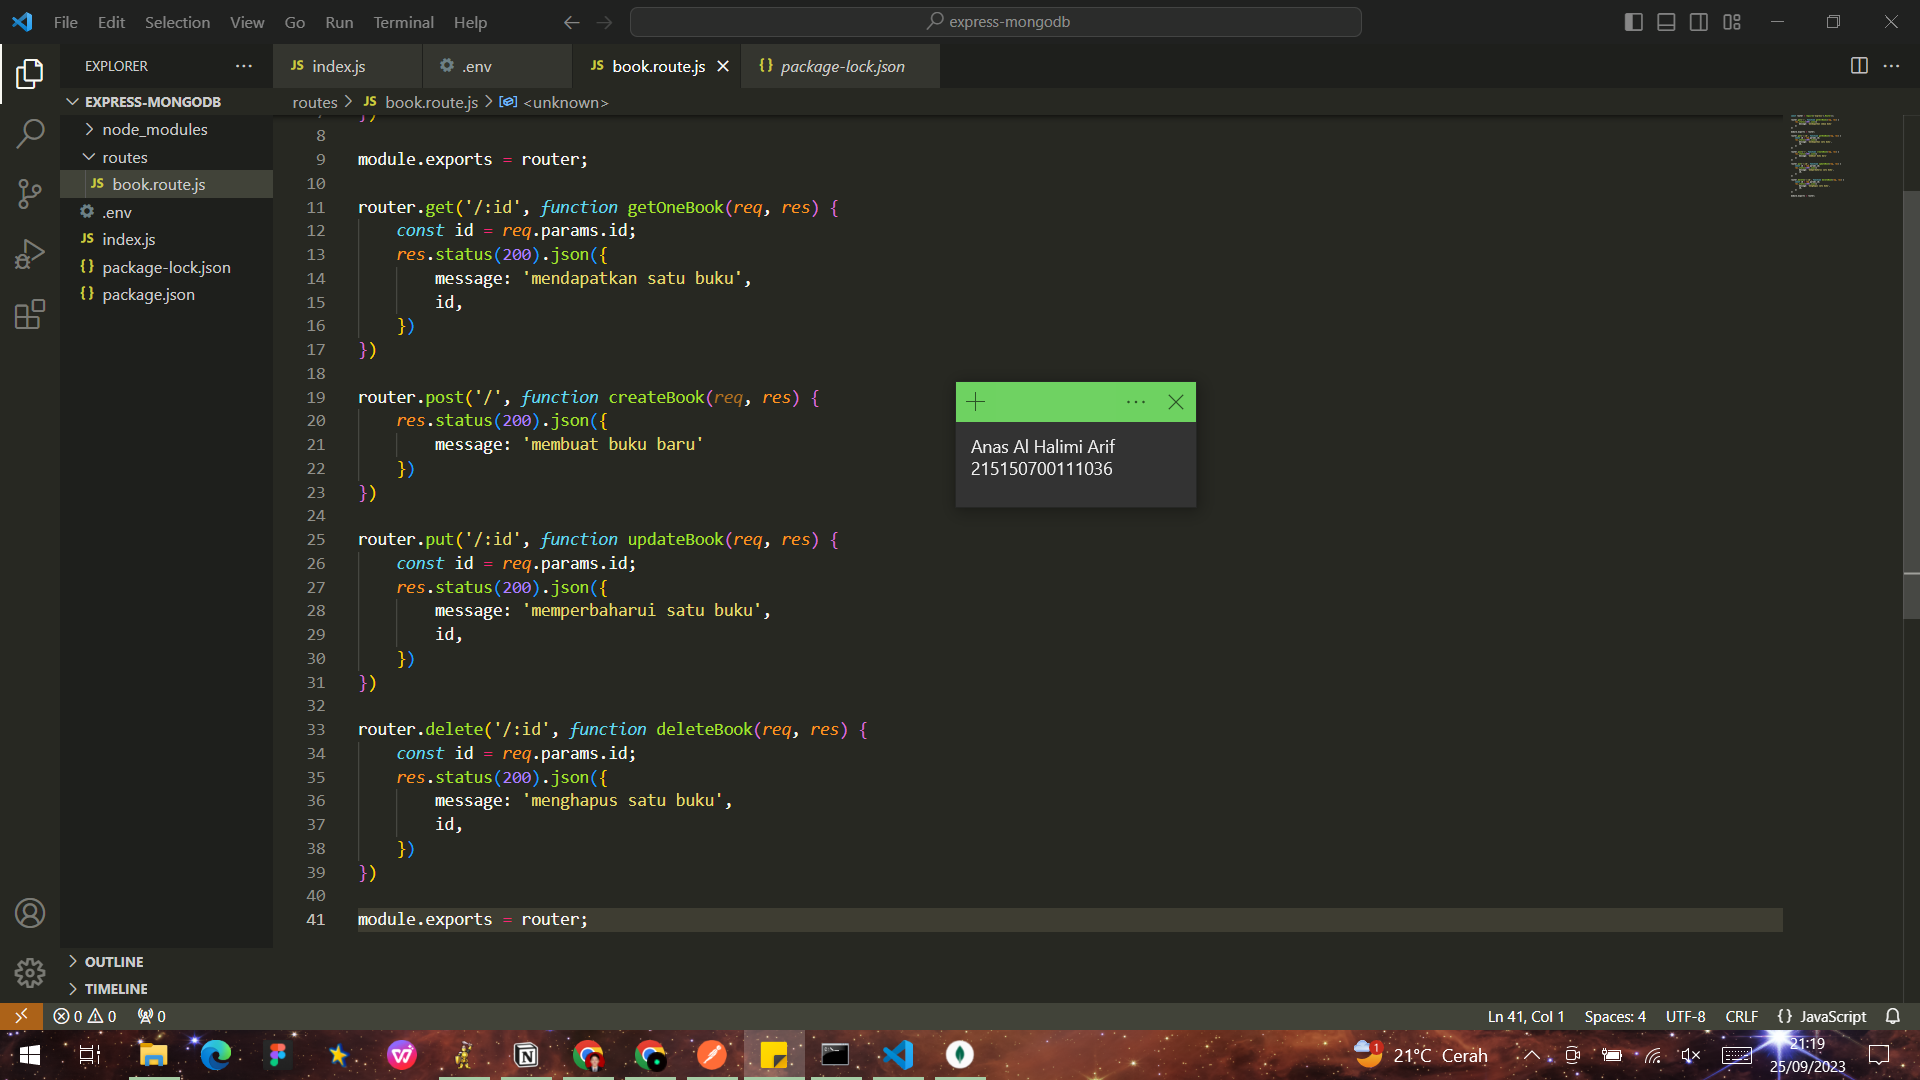 File Edit Selection View Go Run Terminal Help
express-mongodb
EXPLORER
JS index.js
.env
JS book.route.js
{} package-lock.json
routes > JS book.route.js > <unknown>
EXPRESS-MONGODB
node_modules
routes
JS book.route.js
.env
JS index.js
{} package-lock.json
{} package.json
OUTLINE
TIMELINE
8
9 module.exports = router;
10
11 router.get('/:id', function getOneBook(req, res) {
12 const id = req.params.id;
13 res.status(200).json({
14 message: 'mendapatkan satu buku',
15 id,
16 })
17 })
18
19 router.post('/', function createBook(req, res) {
20 res.status(200).json({
21 message: 'membuat buku baru'
22 })
23 })
24
25 router.put('/:id', function updateBook(req, res) {
26 const id = req.params.id;
27 res.status(200).json({
28 message: 'memperbaharui satu buku',
29 id,
30 })
31 })
32
33 router.delete('/:id', function deleteBook(req, res) {
34 const id = req.params.id;
35 res.status(200).json({
36 message: 'menghapus satu buku',
37 id,
38 })
39 })
40
41 module.exports = router;
Anas Al Halimi Arif
215150700111036
0 0 0
Ln 41, Col 1 Spaces: 4 UTF-8 CRLF {} JavaScript
1
21°C Cerah
21:19
25/09/2023